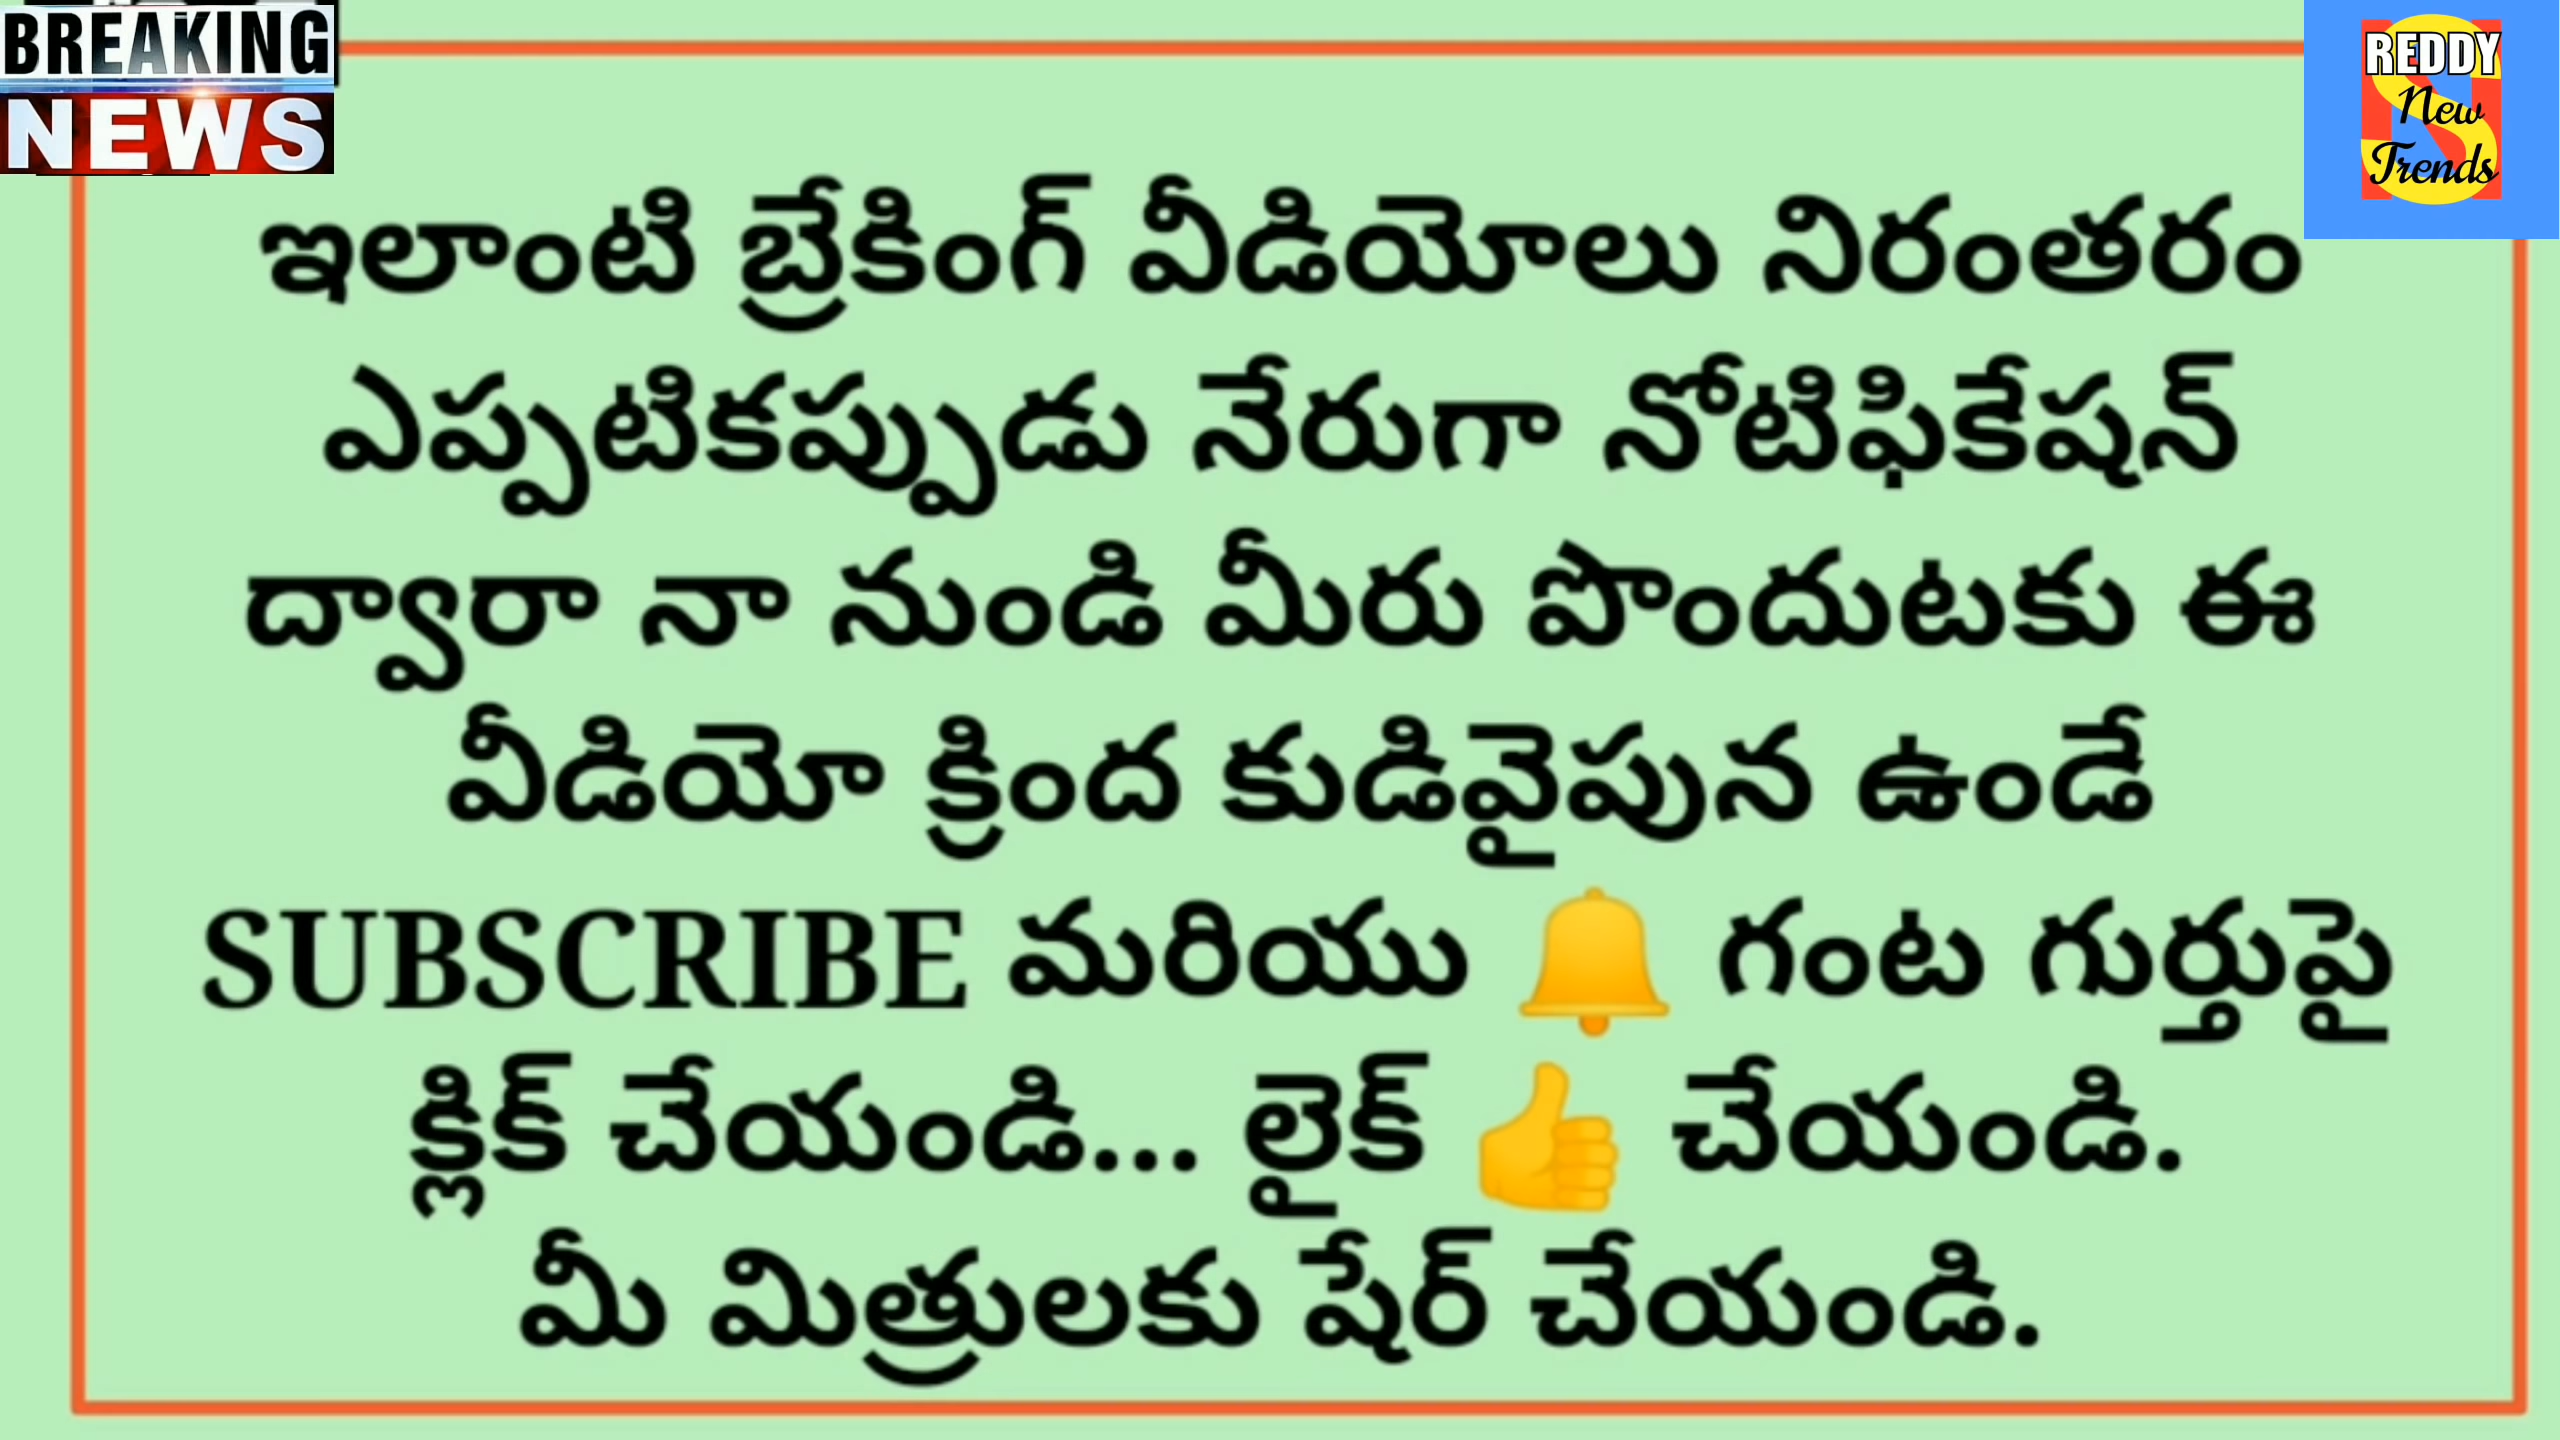 BREAKING
NEWS
REDDY
New
Trends
ఇలాంటి బ్రేకింగ్ వీడియోలు నిరంతరం
ఎప్పటికప్పుడు నేరుగా నోటిఫికేషన్
ద్వారా నా నుండి మీరు పొందుటకు ఈ
వీడియో క్రింద కుడివైపున ఉండే
SUBSCRIBE మరియు 🔔 గంట గుర్తుపై
క్లిక్ చేయండి... లైక్ 👍 చేయండి.
మీ మిత్రులకు షేర్ చేయండి.